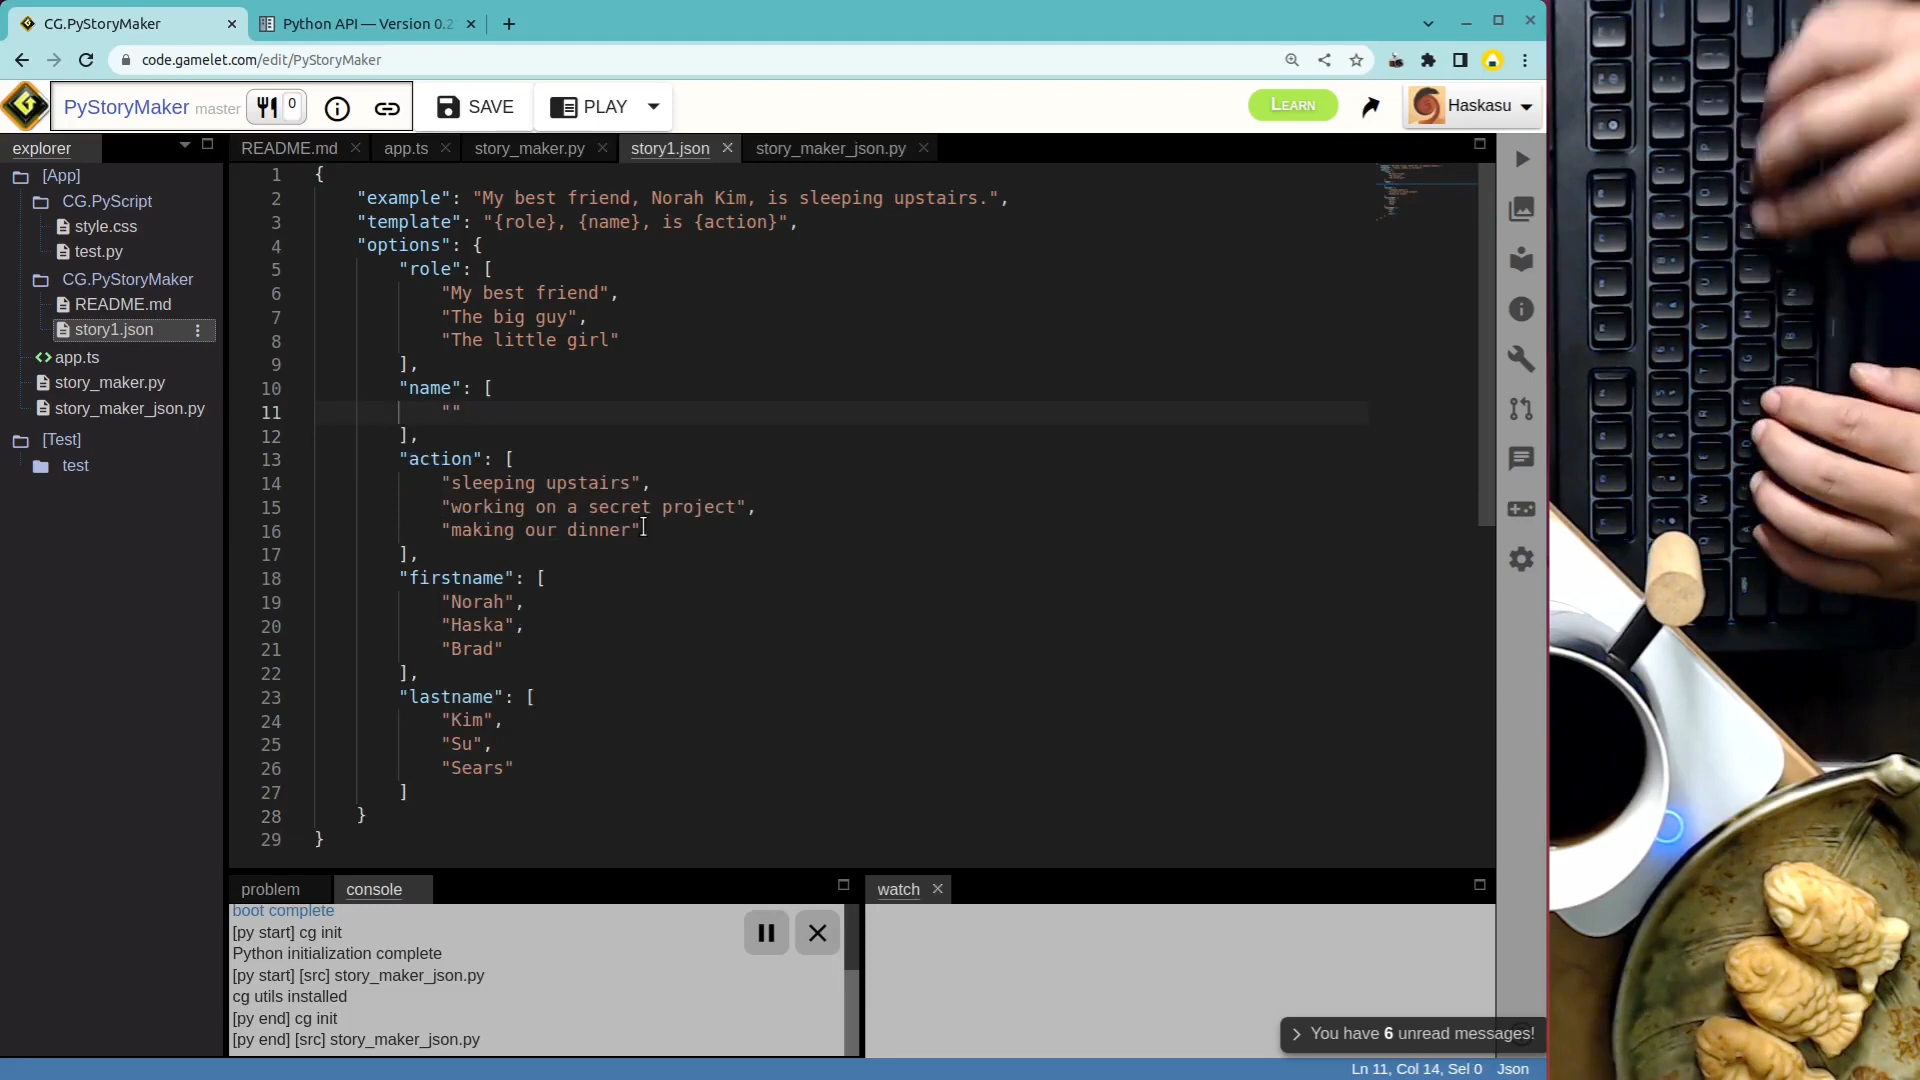 CG.PyStoryMaker
Python API — Version 0.2
code.gamelet.com/edit/PyStoryMaker
PyStoryMaker master
0
SAVE
PLAY
LEARN
Haskasu
explorer
README.md
app.ts
story_maker.py
story1.json
story_maker_json.py
[App]
CG.PyScript
style.css
test.py
CG.PyStoryMaker
README.md
story1.json
app.ts
story_maker.py
story_maker_json.py
[Test]
test
1 {
2 "example": "My best friend, Norah Kim, is sleeping upstairs.",
3 "template": "{role}, {name}, is {action}",
4 "options": {
5 "role": [
6 "My best friend",
7 "The big guy",
8 "The little girl"
9 ],
10 "name": [
11 ""
12 ],
13 "action": [
14 "sleeping upstairs",
15 "working on a secret project",
16 "making our dinner"
17 ],
18 "firstname": [
19 "Norah",
20 "Haska",
21 "Brad"
22 ],
23 "lastname": [
24 "Kim",
25 "Su",
26 "Sears"
27 ]
28 }
29 }
problem
console
watch
boot complete
[py start] cg init
Python initialization complete
[py start] [src] story_maker_json.py
cg utils installed
[py end] cg init
[py end] [src] story_maker_json.py
You have 6 unread messages!
Ln 11, Col 14, Sel 0 Json